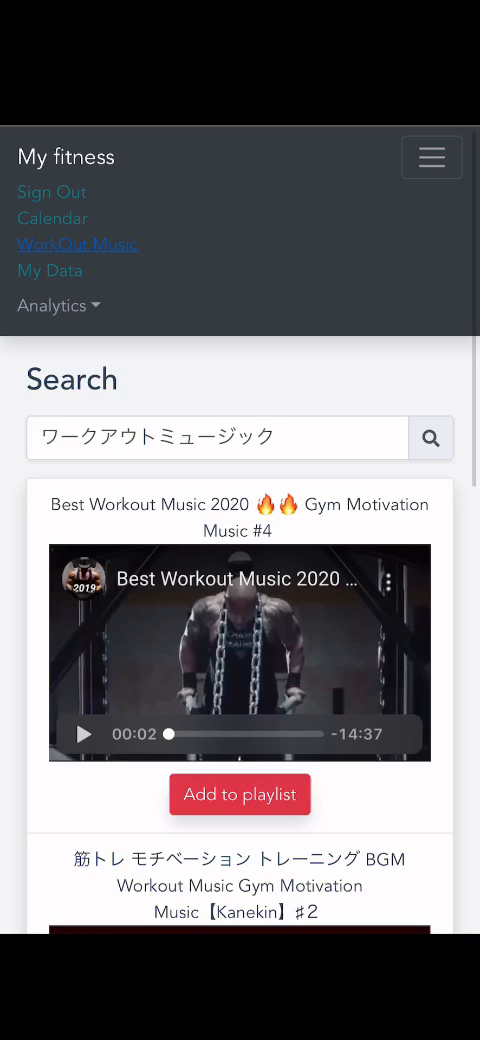 My fitness
Sign Out
Calendar
WorkOut Music
My Data
Analytics
Search
ワークアウトミュージック
Best Workout Music 2020 🔥🔥 Gym Motivation
Music #4
2019
Best Workout Music 2020 ...
00:02
-14:37
Add to playlist
筋トレ モチベーション トレーニング BGM
Workout Music Gym Motivation
Music【Kanekin】♯2